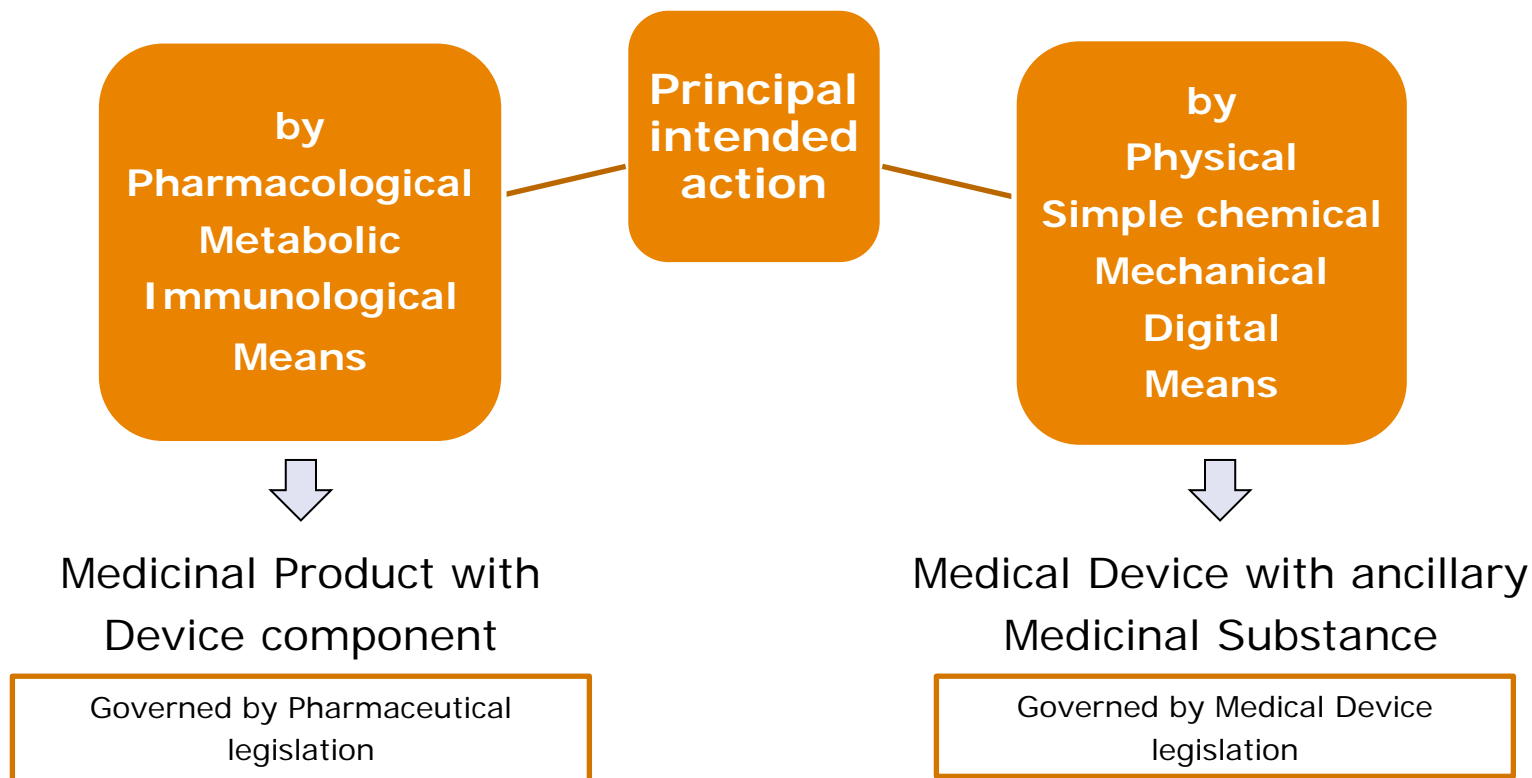 Principal
intended
action
by
Pharmacological
Metabolic
Immunological
Means
by
Physical
Simple chemical
Mechanical
Digital
Means
Medicinal Product with
Device component
Governed by Pharmaceutical
legislation
Medical Device with ancillary
Medicinal Substance
Governed by Medical Device
legislation